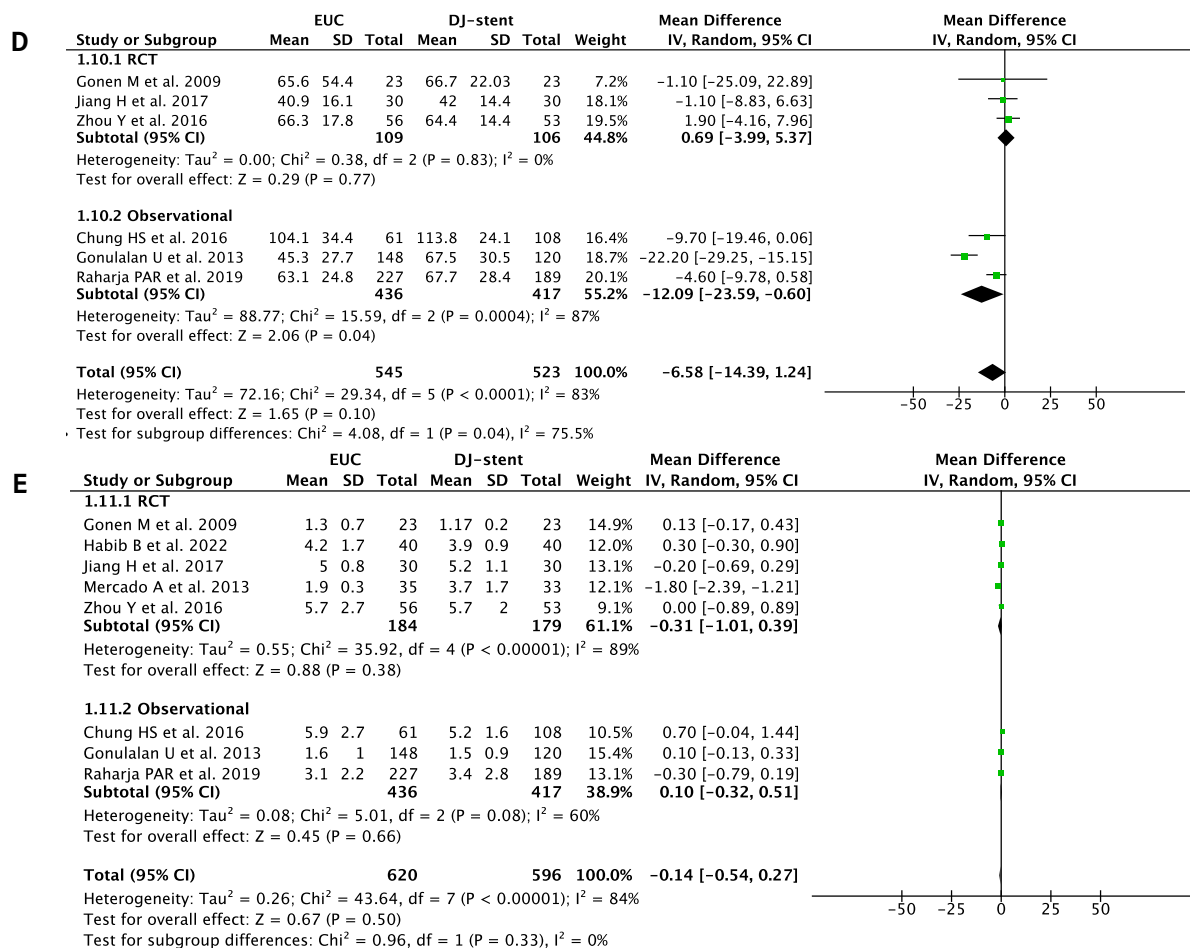 EUC DJ-stent Mean Difference Mean Difference
D Study or Subgroup Mean SD Total Mean SD Total Weight IV, Random, 95% CI IV, Random, 95% CI
1.10.1 RCT
Gonen M et al. 2009 65.6 54.4 23 66.7 22.03 23 7.2% −1.10 [−25.09, 22.89]
Jiang H et al. 2017 40.9 16.1 30 42 14.4 30 18.1% −1.10 [−8.83, 6.63]
Zhou Y et al. 2016 66.3 17.8 56 64.4 14.4 53 19.5% 1.90 [−4.16, 7.96]
Subtotal (95% CI) 109 106 44.8% 0.69 [−3.99, 5.37]
Heterogeneity: Tau² = 0.00; Chi² = 0.38, df = 2 (P = 0.83); I² = 0%
Test for overall effect: Z = 0.29 (P = 0.77)
1.10.2 Observational
Chung HS et al. 2016 104.1 34.4 61 113.8 24.1 108 16.4% −9.70 [−19.46, 0.06]
Gonulalan U et al. 2013 45.3 27.7 148 67.5 30.5 120 18.7% −22.20 [−29.25, −15.15]
Raharja PAR et al. 2019 63.1 24.8 227 67.7 28.4 189 20.1% −4.60 [−9.78, 0.58]
Subtotal (95% CI) 436 417 55.2% −12.09 [−23.59, −0.60]
Heterogeneity: Tau² = 88.77; Chi² = 15.59, df = 2 (P = 0.0004); I² = 87%
Test for overall effect: Z = 2.06 (P = 0.04)
Total (95% CI) 545 523 100.0% −6.58 [−14.39, 1.24]
Heterogeneity: Tau² = 72.16; Chi² = 29.34, df = 5 (P < 0.0001); I² = 83%
Test for overall effect: Z = 1.65 (P = 0.10)
Test for subgroup differences: Chi² = 4.08, df = 1 (P = 0.04), I² = 75.5%
−50 −25 0 25 50
EUC DJ-stent Mean Difference Mean Difference
E Study or Subgroup Mean SD Total Mean SD Total Weight IV, Random, 95% CI IV, Random, 95% CI
1.11.1 RCT
Gonen M et al. 2009 1.3 0.7 23 1.17 0.2 23 14.9% 0.13 [−0.17, 0.43]
Habib B et al. 2022 4.2 1.7 40 3.9 0.9 40 12.0% 0.30 [−0.30, 0.90]
Jiang H et al. 2017 5 0.8 30 5.2 1.1 30 13.1% −0.20 [−0.69, 0.29]
Mercado A et al. 2013 1.9 0.3 35 3.7 1.7 33 12.1% −1.80 [−2.39, −1.21]
Zhou Y et al. 2016 5.7 2.7 56 5.7 2 53 9.1% 0.00 [−0.89, 0.89]
Subtotal (95% CI) 184 179 61.1% −0.31 [−1.01, 0.39]
Heterogeneity: Tau² = 0.55; Chi² = 35.92, df = 4 (P < 0.00001); I² = 89%
Test for overall effect: Z = 0.88 (P = 0.38)
1.11.2 Observational
Chung HS et al. 2016 5.9 2.7 61 5.2 1.6 108 10.5% 0.70 [−0.04, 1.44]
Gonulalan U et al. 2013 1.6 1 148 1.5 0.9 120 15.4% 0.10 [−0.13, 0.33]
Raharja PAR et al. 2019 3.1 2.2 227 3.4 2.8 189 13.1% −0.30 [−0.79, 0.19]
Subtotal (95% CI) 436 417 38.9% 0.10 [−0.32, 0.51]
Heterogeneity: Tau² = 0.08; Chi² = 5.01, df = 2 (P = 0.08); I² = 60%
Test for overall effect: Z = 0.45 (P = 0.66)
Total (95% CI) 620 596 100.0% −0.14 [−0.54, 0.27]
Heterogeneity: Tau² = 0.26; Chi² = 43.64, df = 7 (P < 0.00001); I² = 84%
Test for overall effect: Z = 0.67 (P = 0.50)
Test for subgroup differences: Chi² = 0.96, df = 1 (P = 0.33), I² = 0%
−50 −25 0 25 50